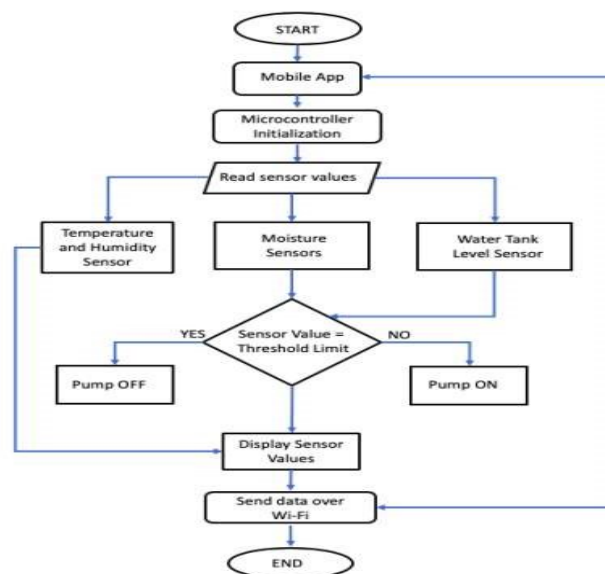 START
Mobile App
Microcontroller
Initialization
Read sensor values
Temperature
and Humidity
Sensor
Moisture
Sensors
Water Tank
Level Sensor
YES
Sensor Value =
Threshold Limit
NO
Pump OFF
Pump ON
Display Sensor
Values
Send data over
Wi-Fi
END